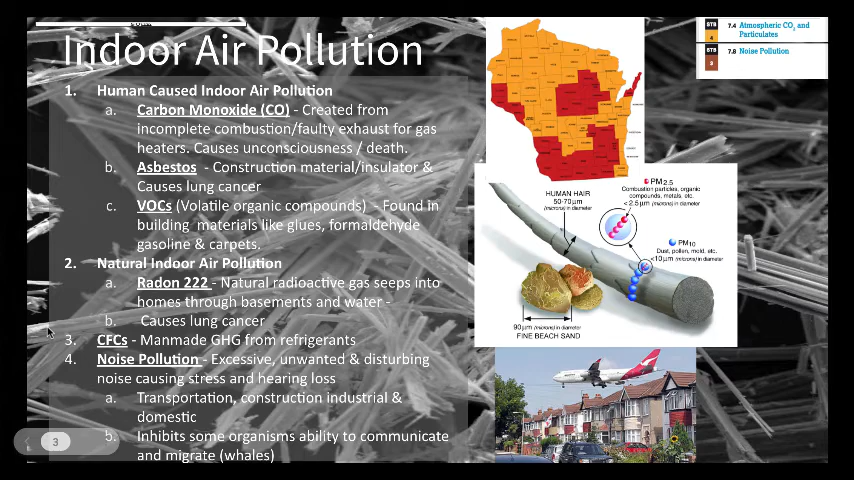 Indoor Air Pollution
1. Human Caused Indoor Air Pollution
a. Carbon Monoxide (CO) - Created from
incomplete combustion/faulty exhaust for gas
heaters. Causes unconsciousness / death.
b. Asbestos - Construction material/insulator &
Causes lung cancer
c. VOCs (Volatile organic compounds) - Found in
building materials like glues, formaldehyde
gasoline & carpets.
2. Natural Indoor Air Pollution
a. Radon 222 - Natural radioactive gas seeps into
homes through basements and water -
b. Causes lung cancer
3. CFCs - Manmade GHG from refrigerants
4. Noise Pollution - Excessive, unwanted & disturbing
noise causing stress and hearing loss
a. Transportation, construction industrial &
domestic
b. Inhibits some organisms ability to communicate
and migrate (whales)
3
STB
4
7.4 Atmospheric CO2 and
Particulates
STB
3
7.8 Noise Pollution
HUMAN HAIR
50-70μm
(microns) in diameter
PM2.5
Combustion particles, organic
compounds, metals, etc.
< 2.5μm (microns) in diameter
PM10
Dust, pollen, mold, etc.
<10μm (microns) in diameter
90μm (microns) in diameter
FINE BEACH SAND